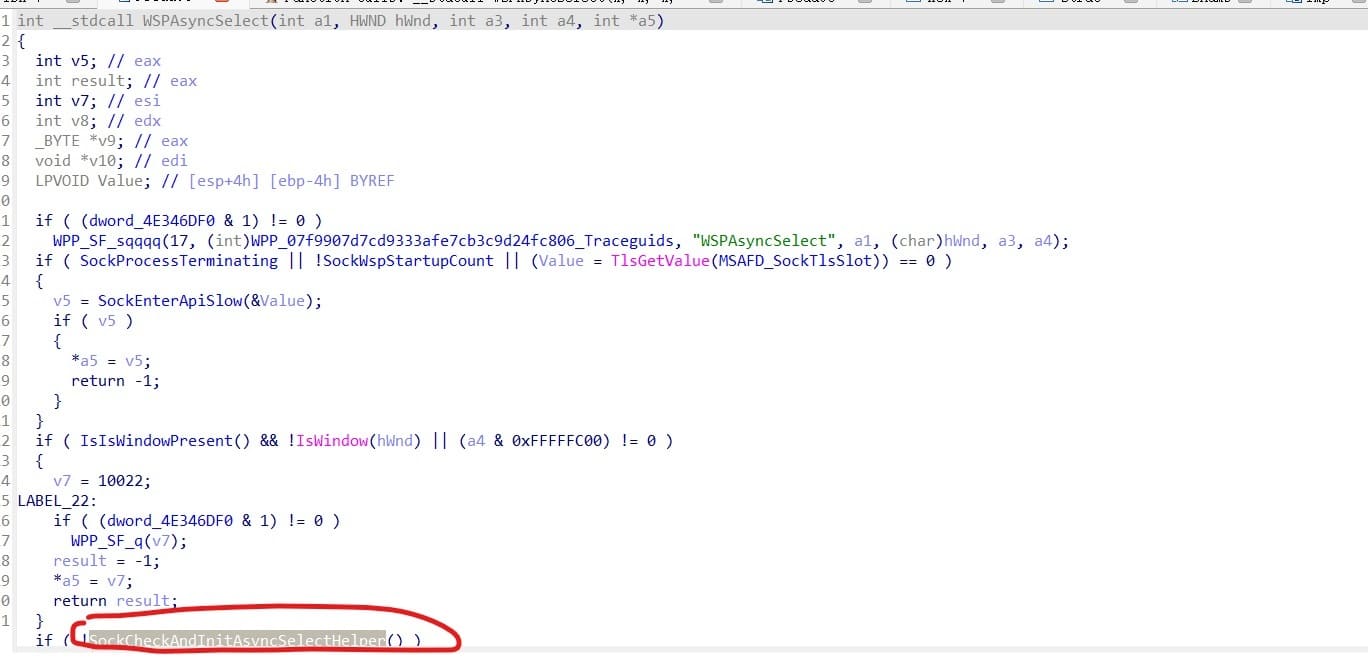 1 int __stdcall WSPAsyncSelect(int a1, HWND hWnd, int a3, int a4, int *a5)
2 {
3 int v5; // eax
4 int result; // eax
5 int v7; // esi
6 int v8; // edx
7 _BYTE *v9; // eax
8 void *v10; // edi
9 LPVOID Value; // [esp+4h] [ebp-4h] BYREF
0
1 if ( (dword_4E346DF0 & 1) != 0 )
2 WPP_SF_sqqqq(17, (int)WPP_07f9907d7cd9333afe7cb3c9d24fc806_Traceguids, "WSPAsyncSelect", a1, (char)hWnd, a3, a4);
3 if ( SockProcessTerminating || !SockWspStartupCount || (Value = TlsGetValue(MSAFD_SockTlsSlot)) == 0 )
4 {
5 v5 = SockEnterApiSlow(&Value);
6 if ( v5 )
7 {
8 *a5 = v5;
9 return -1;
0 }
1 }
2 if ( IsIsWindowPresent() && !IsWindow(hWnd) || (a4 & 0xFFFFFC00) != 0 )
3 {
4 v7 = 10022;
5 LABEL_22:
6 if ( (dword_4E346DF0 & 1) != 0 )
7 WPP_SF_q(v7);
8 result = -1;
9 *a5 = v7;
0 return result;
1 }
if ( !SockCheckAndInitAsyncSelectHelper() )